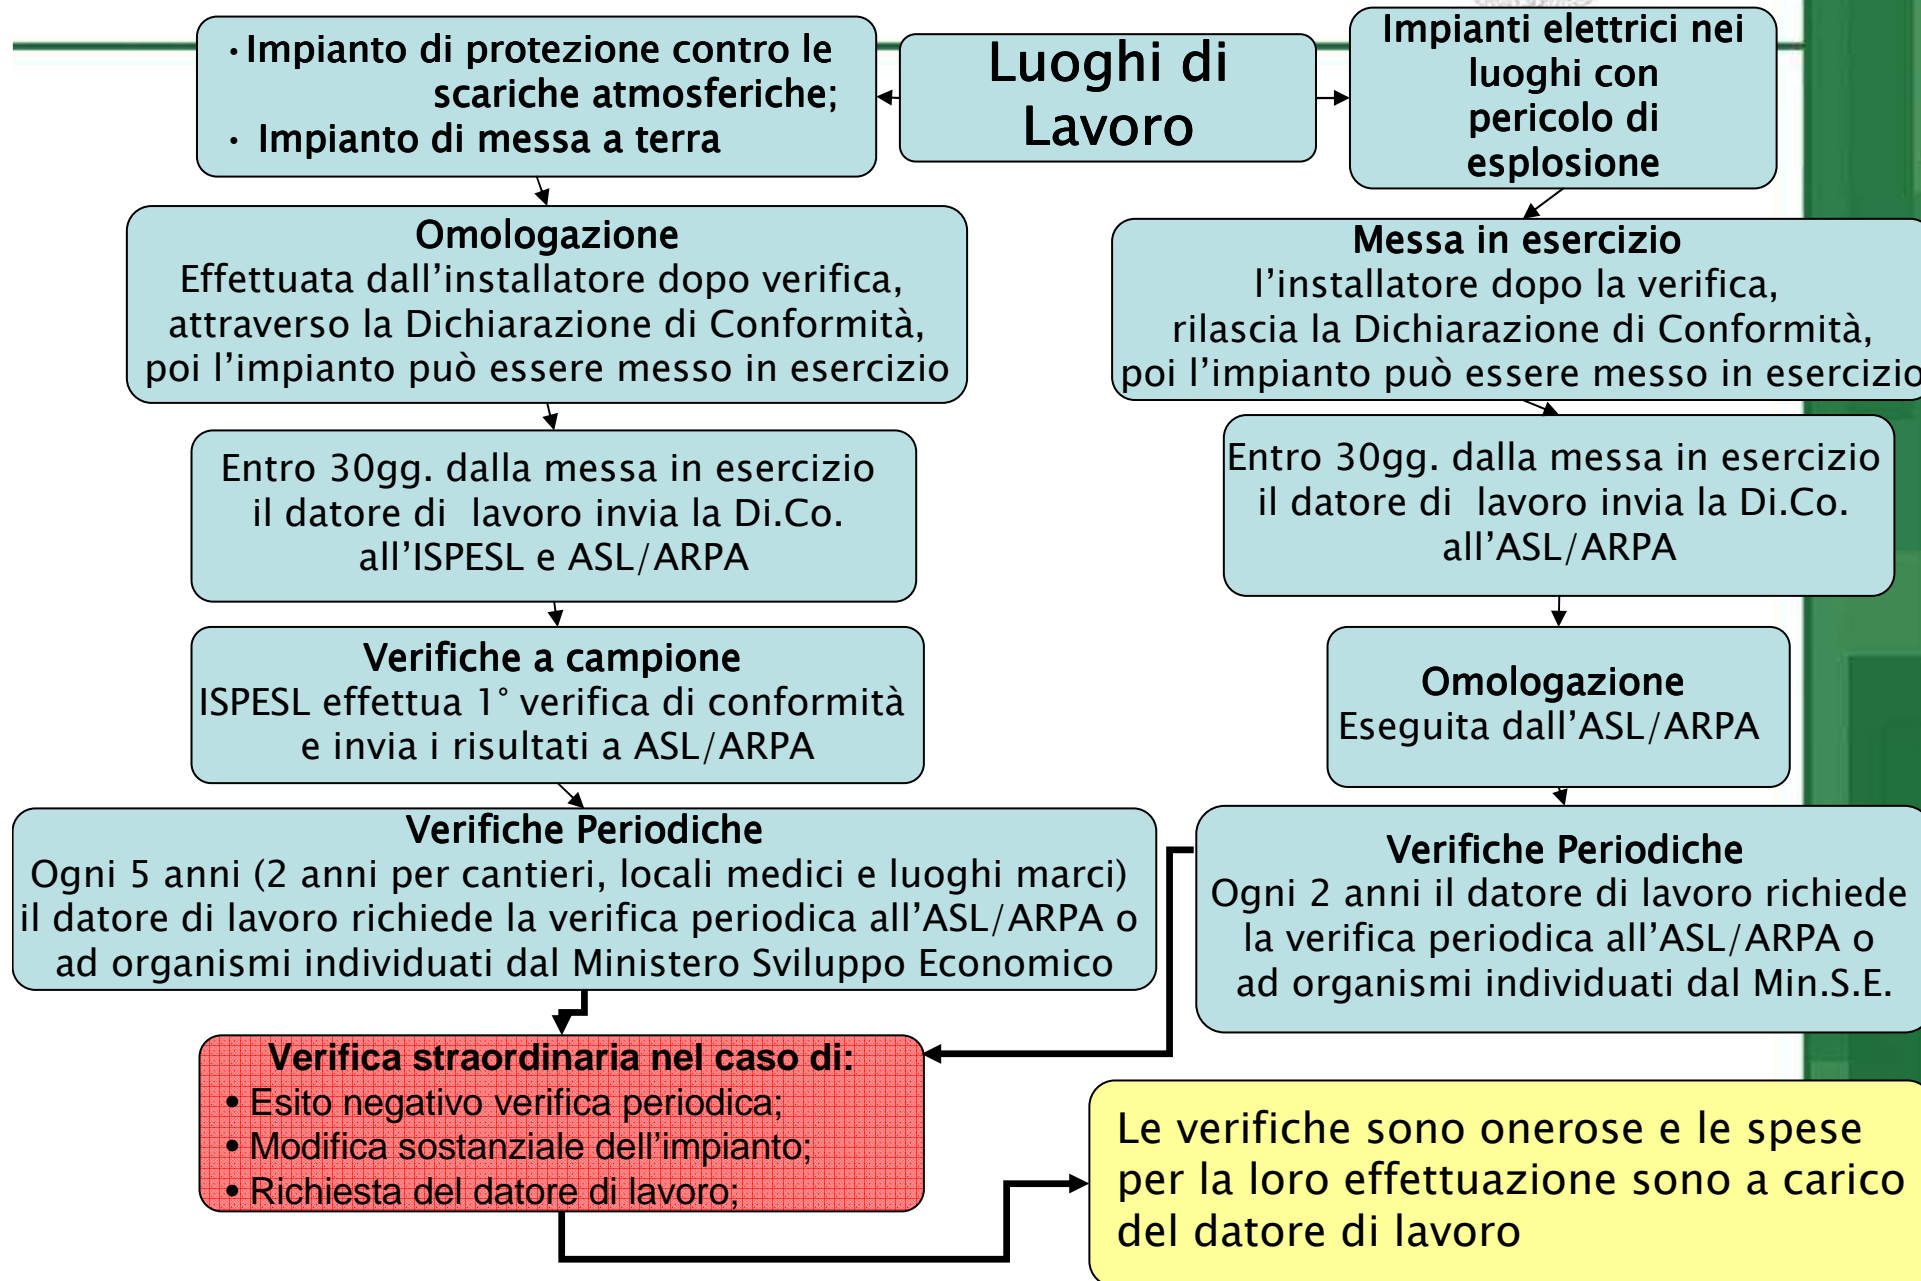 Luoghi di
Lavoro
• Impianto di protezione contro le
scariche atmosferiche;
• Impianto di messa a terra
Omologazione
Effettuata dall’installatore dopo verifica,
attraverso la Dichiarazione di Conformità,
poi l’impianto può essere messo in esercizio
Entro 30gg. dalla messa in esercizio
il datore di lavoro invia la Di.Co.
all’ISPESL e ASL/ARPA
Verifiche a campione
ISPESL effettua 1° verifica di conformità
e invia i risultati a ASL/ARPA
Verifiche Periodiche
Ogni 5 anni (2 anni per cantieri, locali medici e luoghi marci)
il datore di lavoro richiede la verifica periodica all’ASL/ARPA o
ad organismi individuati dal Ministero Sviluppo Economico
Impianti elettrici nei
luoghi con
pericolo di
esplosione
Messa in esercizio
l’installatore dopo la verifica,
rilascia la Dichiarazione di Conformità,
poi l’impianto può essere messo in esercizio
Entro 30gg. dalla messa in esercizio
il datore di lavoro invia la Di.Co.
all’ASL/ARPA
Omologazione
Eseguita dall’ASL/ARPA
Verifiche Periodiche
Ogni 2 anni il datore di lavoro richiede
la verifica periodica all’ASL/ARPA o
ad organismi individuati dal Min.S.E.
Verifica straordinaria nel caso di:
• Esito negativo verifica periodica;
• Modifica sostanziale dell’impianto;
• Richiesta del datore di lavoro;
Le verifiche sono onerose e le spese
per la loro effettuazione sono a carico
del datore di lavoro